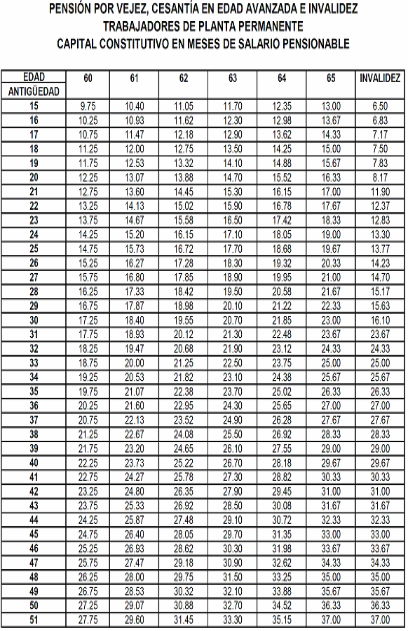 PENSIÓN POR VEJEZ, CESANTÍA EN EDAD AVANZADA E INVALIDEZ
TRABAJADORES DE PLANTA PERMANENTE
CAPITAL CONSTITUTIVO EN MESES DE SALARIO PENSIONABLE
EDAD 60 61 62 63 64 65 INVALIDEZ
ANTIGÜEDAD
15 9.75 10.40 11.05 11.70 12.35 13.00 6.50
16 10.25 10.93 11.62 12.30 12.98 13.67 6.83
17 10.75 11.47 12.18 12.90 13.62 14.33 7.17
18 11.25 12.00 12.75 13.50 14.25 15.00 7.50
19 11.75 12.53 13.32 14.10 14.88 15.67 7.83
20 12.25 13.07 13.88 14.70 15.52 16.33 8.17
21 12.75 13.60 14.45 15.30 16.15 17.00 11.90
22 13.25 14.13 15.02 15.90 16.78 17.67 12.37
23 13.75 14.67 15.58 16.50 17.42 18.33 12.83
24 14.25 15.20 16.15 17.10 18.05 19.00 13.30
25 14.75 15.73 16.72 17.70 18.68 19.67 13.77
26 15.25 16.27 17.28 18.30 19.32 20.33 14.23
27 15.75 16.80 17.85 18.90 19.95 21.00 14.70
28 16.25 17.33 18.42 19.50 20.58 21.67 15.17
29 16.75 17.87 18.98 20.10 21.22 22.33 15.63
30 17.25 18.40 19.55 20.70 21.85 23.00 16.10
31 17.75 18.93 20.12 21.30 22.48 23.67 23.67
32 18.25 19.47 20.68 21.90 23.12 24.33 24.33
33 18.75 20.00 21.25 22.50 23.75 25.00 25.00
34 19.25 20.53 21.82 23.10 24.38 25.67 25.67
35 19.75 21.07 22.38 23.70 25.02 26.33 26.33
36 20.25 21.60 22.95 24.30 25.65 27.00 27.00
37 20.75 22.13 23.52 24.90 26.28 27.67 27.67
38 21.25 22.67 24.08 25.50 26.92 28.33 28.33
39 21.75 23.20 24.65 26.10 27.55 29.00 29.00
40 22.25 23.73 25.22 26.70 28.18 29.67 29.67
41 22.75 24.27 25.78 27.30 28.82 30.33 30.33
42 23.25 24.80 26.35 27.90 29.45 31.00 31.00
43 23.75 25.33 26.92 28.50 30.08 31.67 31.67
44 24.25 25.87 27.48 29.10 30.72 32.33 32.33
45 24.75 26.40 28.05 29.70 31.35 33.00 33.00
46 25.25 26.93 28.62 30.30 31.98 33.67 33.67
47 25.75 27.47 29.18 30.90 32.62 34.33 34.33
48 26.25 28.00 29.75 31.50 33.25 35.00 35.00
49 26.75 28.53 30.32 32.10 33.88 35.67 35.67
50 27.25 29.07 30.88 32.70 34.52 36.33 36.33
51 27.75 29.60 31.45 33.30 35.15 37.00 37.00